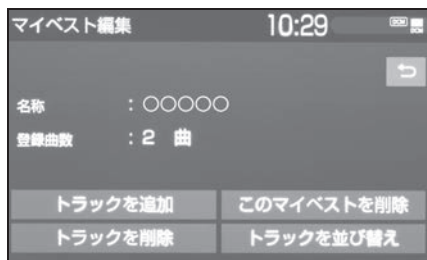 マイベスト編集 10:29 DCM DCM
名称 : ○○○○○
登録曲数 : 2 曲
トラックを追加 このマイベストを削除
トラックを削除 トラックを並び替え